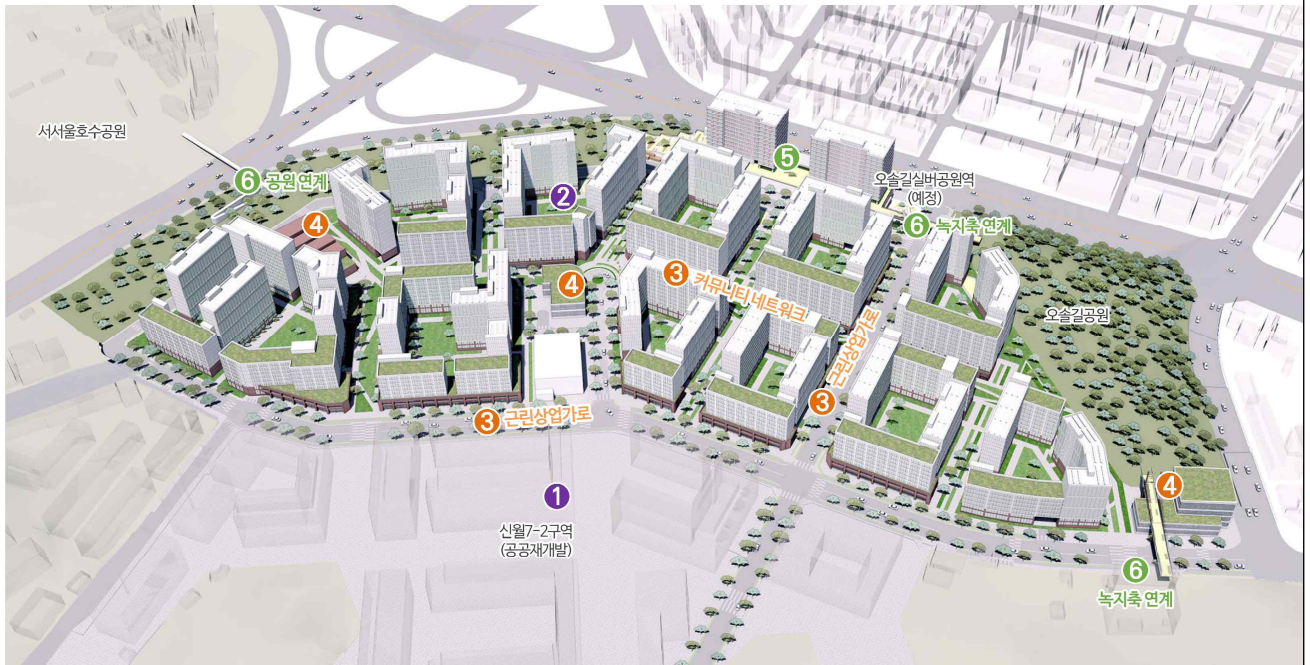 서서울호수공원
⑥ 공원 연계
④
②
⑤
오솔길실버공원역
(예정)
⑥ 녹지축 연계
④
③ 커뮤니티 네트워크
오솔길공원
③ 근린상업가로
③ 근린상업가로
①
신월7-2구역
(공공재개발)
④
⑥
녹지축 연계